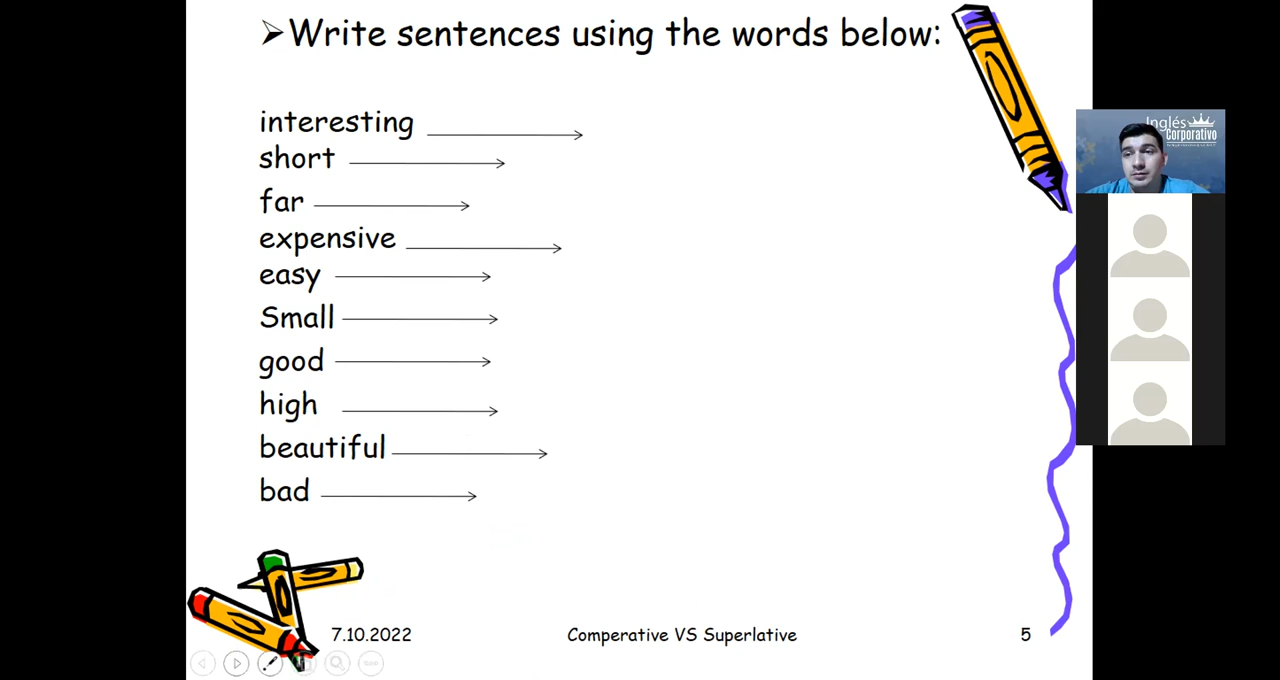 Write sentences using the words below:
interesting
short
far
expensive
easy
Small
good
high
beautiful
bad
7.10.2022
Comperative VS Superlative
5
Inglés
Corporativo